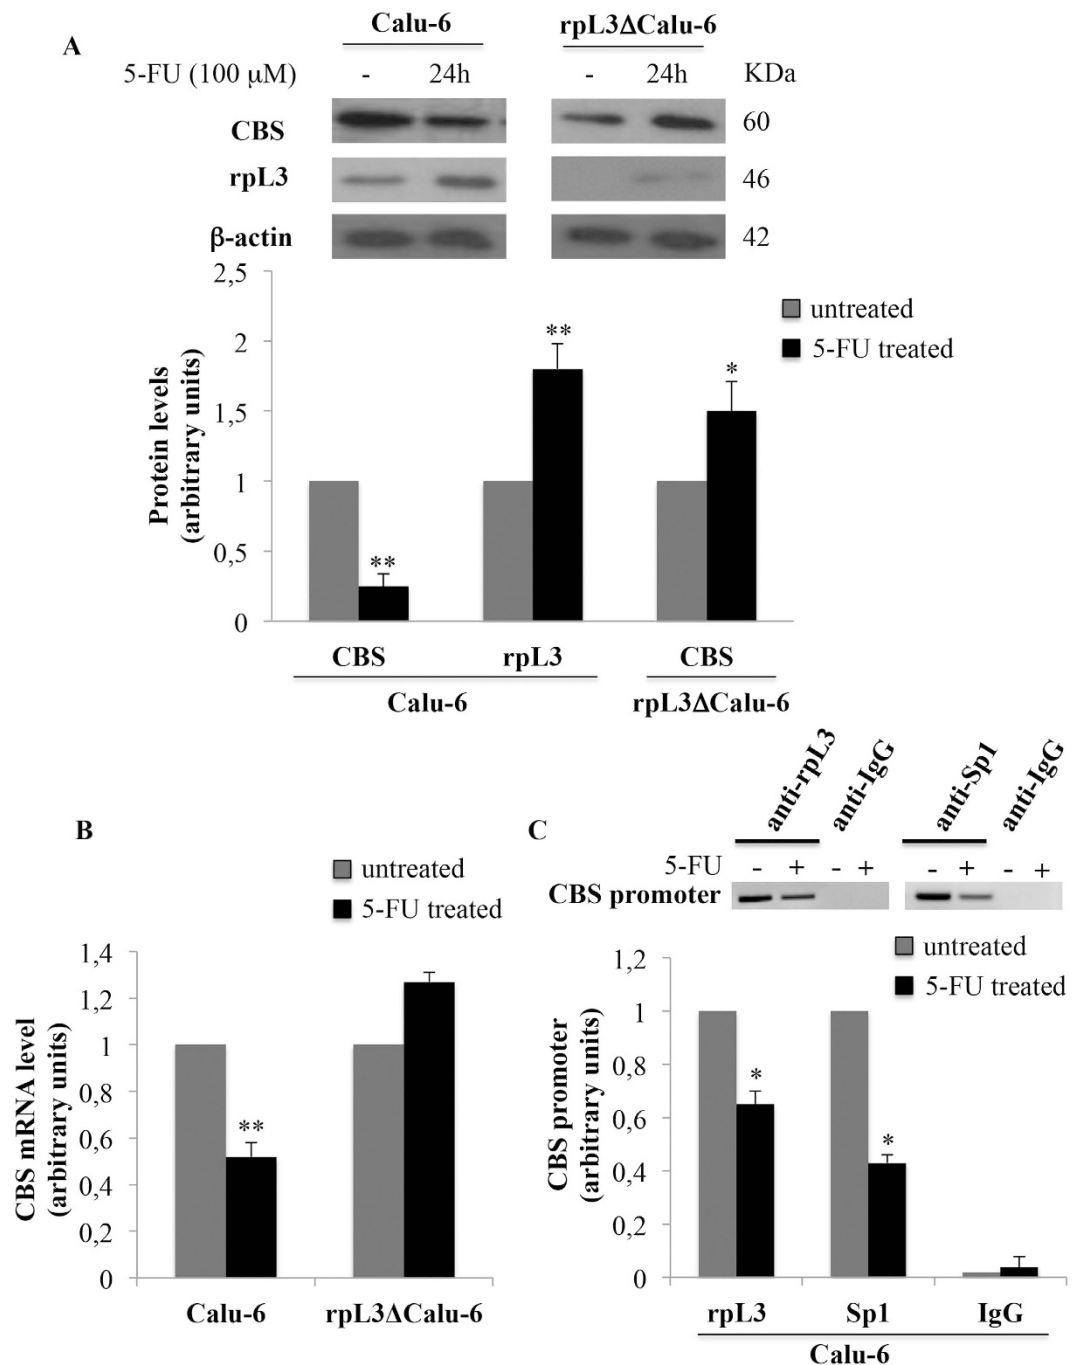 A
Calu-6 rpL3ΔCalu-6
5-FU (100 μM) - 24h - 24h KDa
CBS 60
rpL3 46
β-actin 42
2,5
2
1,5
1
0,5
0
Protein levels
(arbitrary units)
untreated
5-FU treated
** ** *
CBS rpL3 CBS
Calu-6 rpL3ΔCalu-6
B
untreated
5-FU treated
1,4
1,2
1
0,8
0,6
0,4
0,2
0
CBS mRNA level
(arbitrary units)
**
Calu-6 rpL3ΔCalu-6
C
anti-rpL3 anti-IgG anti-Sp1 anti-IgG
5-FU - + - + - + - +
CBS promoter
untreated
5-FU treated
1,2
1
0,8
0,6
0,4
0,2
0
CBS promoter
(arbitrary units)
* *
rpL3 Sp1 IgG
Calu-6